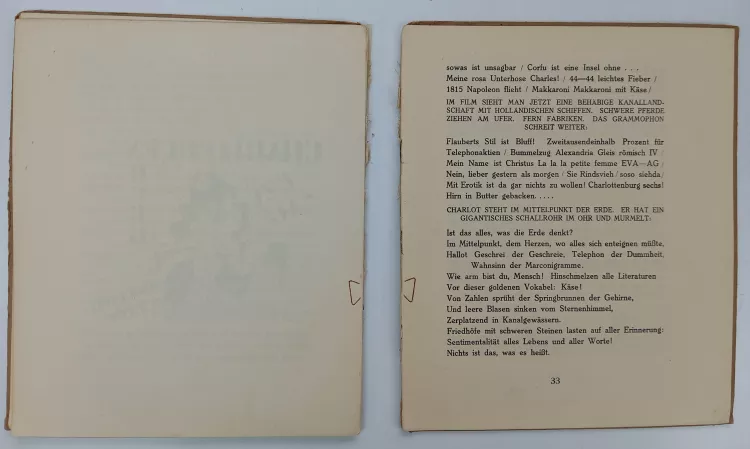 sowas ist unsagbar / Corfu ist eine Insel ohne . . .
Meine rosa Unterhose Charles! / 44—44 leichtes Fieber /
1815 Napoleon flieht / Makkaroni Makkaroni mit Käse /
IM FILM SIEHT MAN JETZT EINE BEHÄBIGE KANALLAND-
SCHAFT MIT HOLLÄNDISCHEN SCHIFFEN. SCHWERE PFERDE
ZIEHEN AM UFER. FERN FABRIKEN. DAS GRAMMOPHON
SCHREIT WEITER:
Flauberts Stil ist Bluff! Zweitausendeinhalb Prozent für
Telephonaktien / Bummelzug Alexandria Gleis römisch IV /
Mein Name ist Christus La la la petite femme EVA—AG /
Nein, lieber gestern als morgen / Sie Rindsvieh / soso siehda /
Mit Erotik ist da gar nichts zu wollen! Charlottenburg sechs!
Hirn in Butter gebacken. . . . .
CHARLOT STEHT IM MITTELPUNKT DER ERDE. ER HAT EIN
GIGANTISCHES SCHALLROHR IM OHR UND MURMELT:
Ist das alles, was die Erde denkt?
Im Mittelpunkt, dem Herzen, wo alles sich enteignen müßte,
Hallot Geschrei der Geschreie, Telephon der Dummheit,
Wahnsinn der Marconigramme.
Wie arm bist du, Mensch! Hinschmelzen alle Literaturen
Vor dieser goldenen Vokabel: Käse!
Von Zahlen sprüht der Springbrunnen der Gehirne,
Und leere Blasen sinken vom Sternenhimmel,
Zerplatzend in Kanalgewässern.
Friedhöfe mit schweren Steinen lasten auf aller Erinnerung:
Sentimentalität alles Lebens und aller Worte!
Nichts ist das, was es heißt.
33